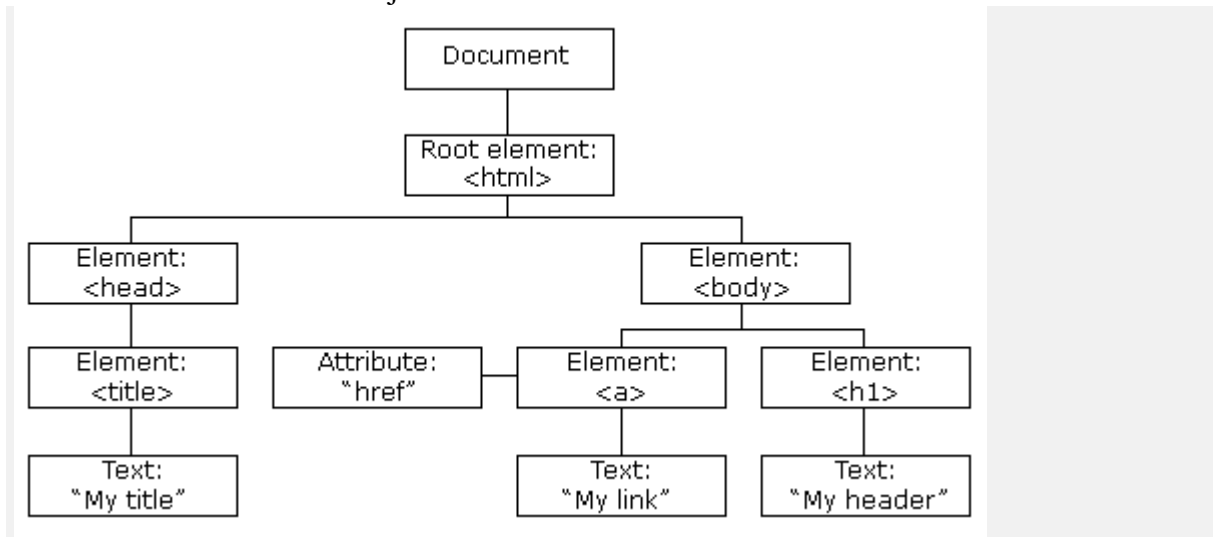 Document
Root element:
<html>
Element:
<head>
Element:
<body>
Element:
<title>
Attribute:
“href”
Element:
<a>
Element:
<h1>
Text:
“My title”
Text:
“My link”
Text:
“My header”